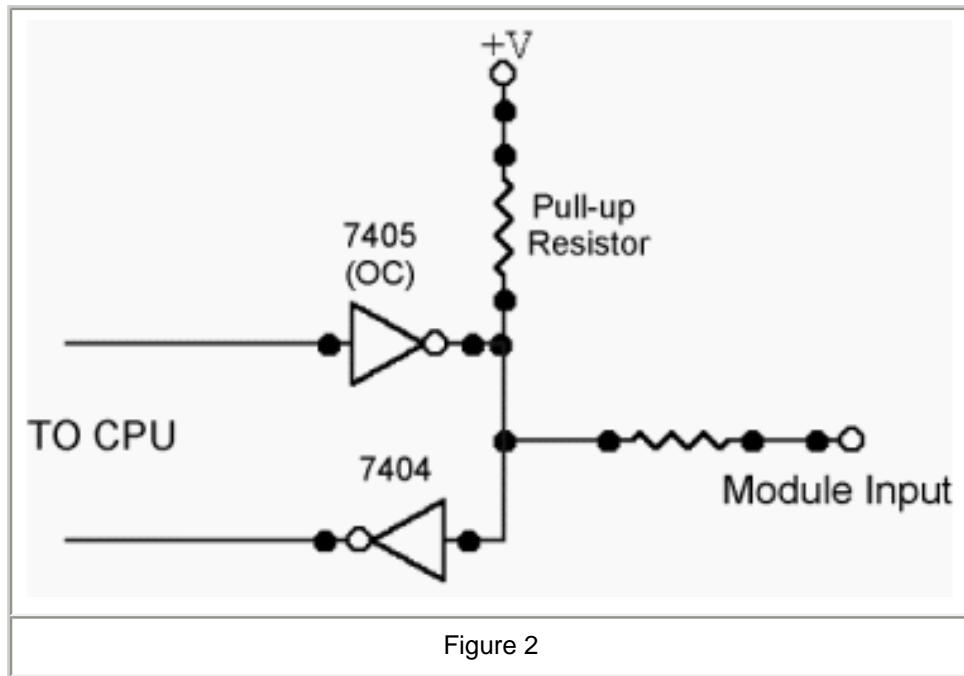 +V
Pull-up
Resistor
7405
(OC)
TO CPU
7404
Module Input
Figure 2